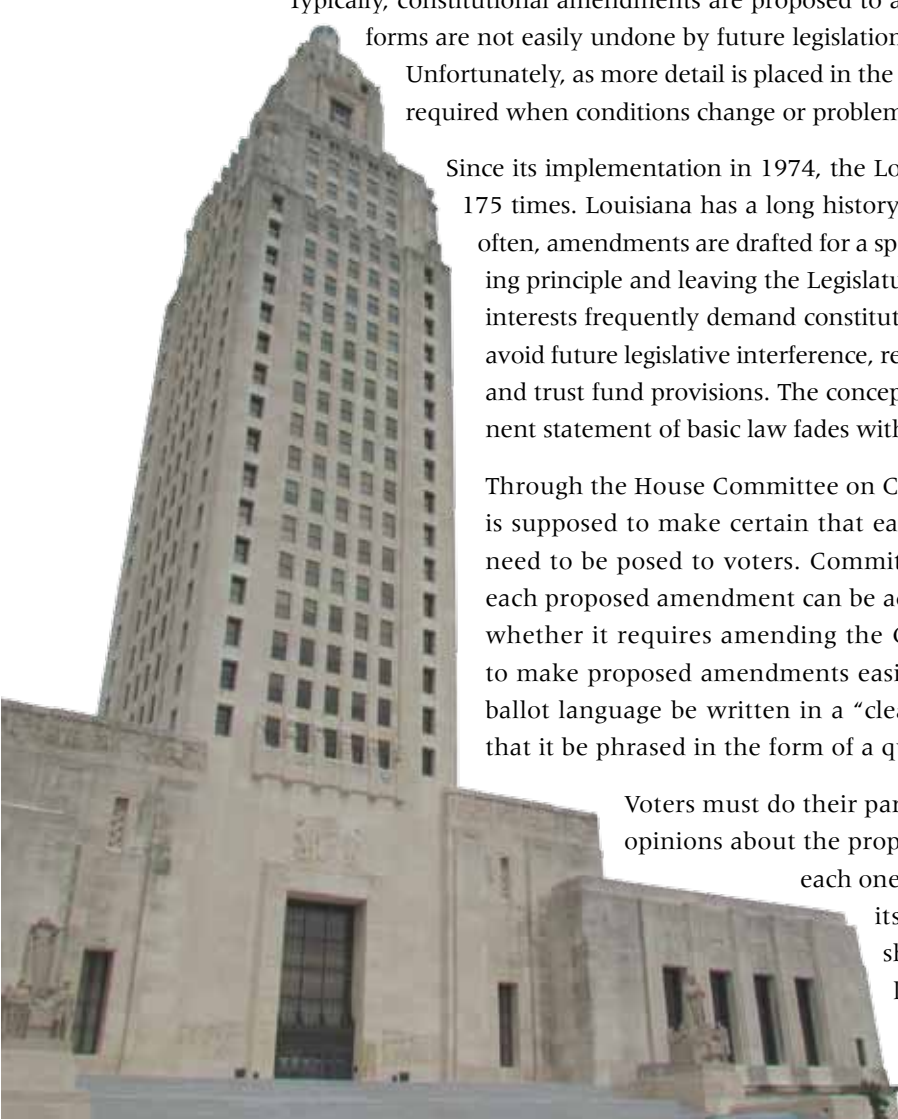 Typically, constitutional amendments are proposed to a
forms are not easily undone by future legislation
Unfortunately, as more detail is placed in the
required when conditions change or problem
Since its implementation in 1974, the Lo
175 times. Louisiana has a long history
often, amendments are drafted for a sp
ing principle and leaving the Legislatu
interests frequently demand constitut
avoid future legislative interference, re
and trust fund provisions. The concep
nent statement of basic law fades with
Through the House Committee on C
is supposed to make certain that ea
need to be posed to voters. Commit
each proposed amendment can be ac
whether it requires amending the C
to make proposed amendments easi
ballot language be written in a “clea
that it be phrased in the form of a qu
Voters must do their par
opinions about the prop
each one
its
sh